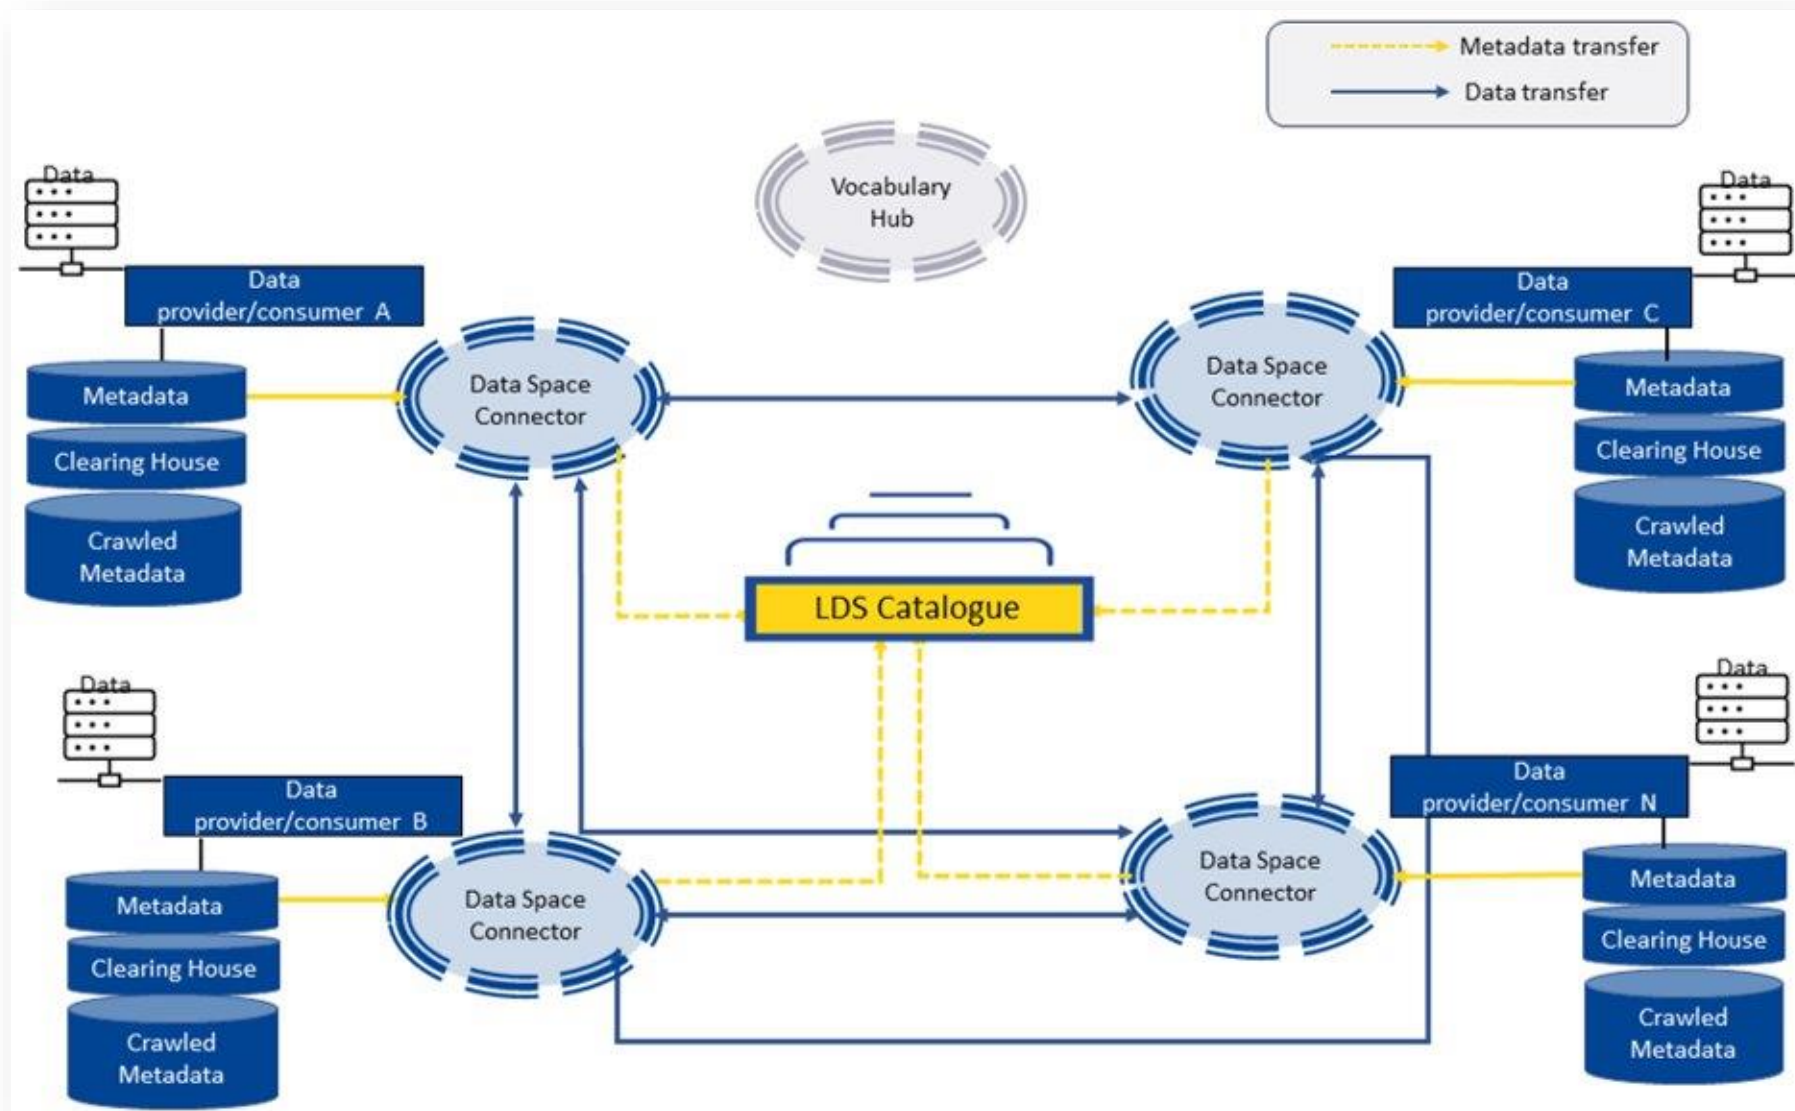 Metadata transfer
Data transfer
Vocabulary
Hub
Data
Data
provider/consumer A
Metadata
Clearing House
Crawled
Metadata
Data Space
Connector
Data
Data
provider/consumer C
Metadata
Clearing House
Crawled
Metadata
Data Space
Connector
LDS Catalogue
Data
Data
provider/consumer B
Metadata
Clearing House
Crawled
Metadata
Data Space
Connector
Data
Data
provider/consumer N
Metadata
Clearing House
Crawled
Metadata
Data Space
Connector